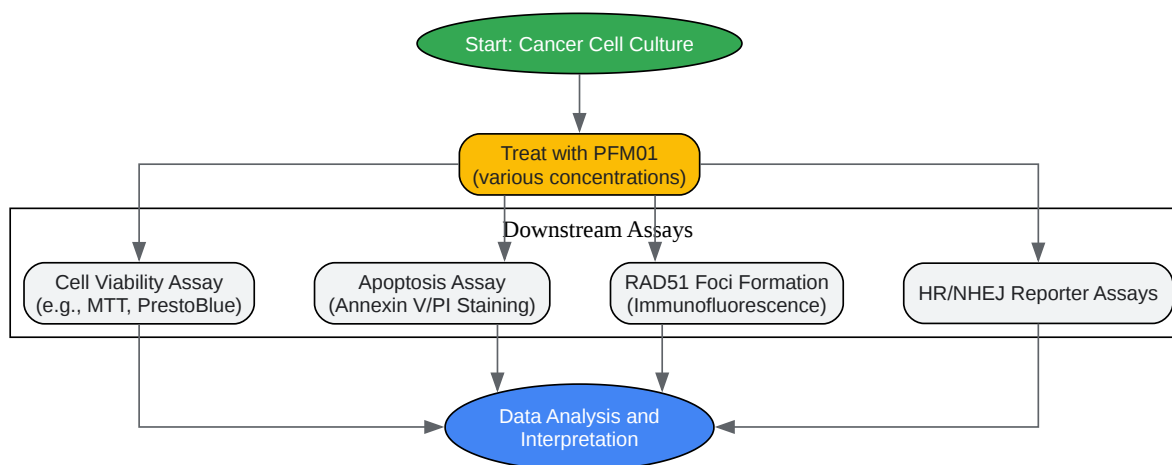 Start: Cancer Cell Culture
Treat with PFM01
(various concentrations)
Downstream Assays
Cell Viability Assay
(e.g., MTT, PrestoBlue)
Apoptosis Assay
(Annexin V/PI Staining)
RAD51 Foci Formation
(Immunofluorescence)
HR/NHEJ Reporter Assays
Data Analysis and
Interpretation